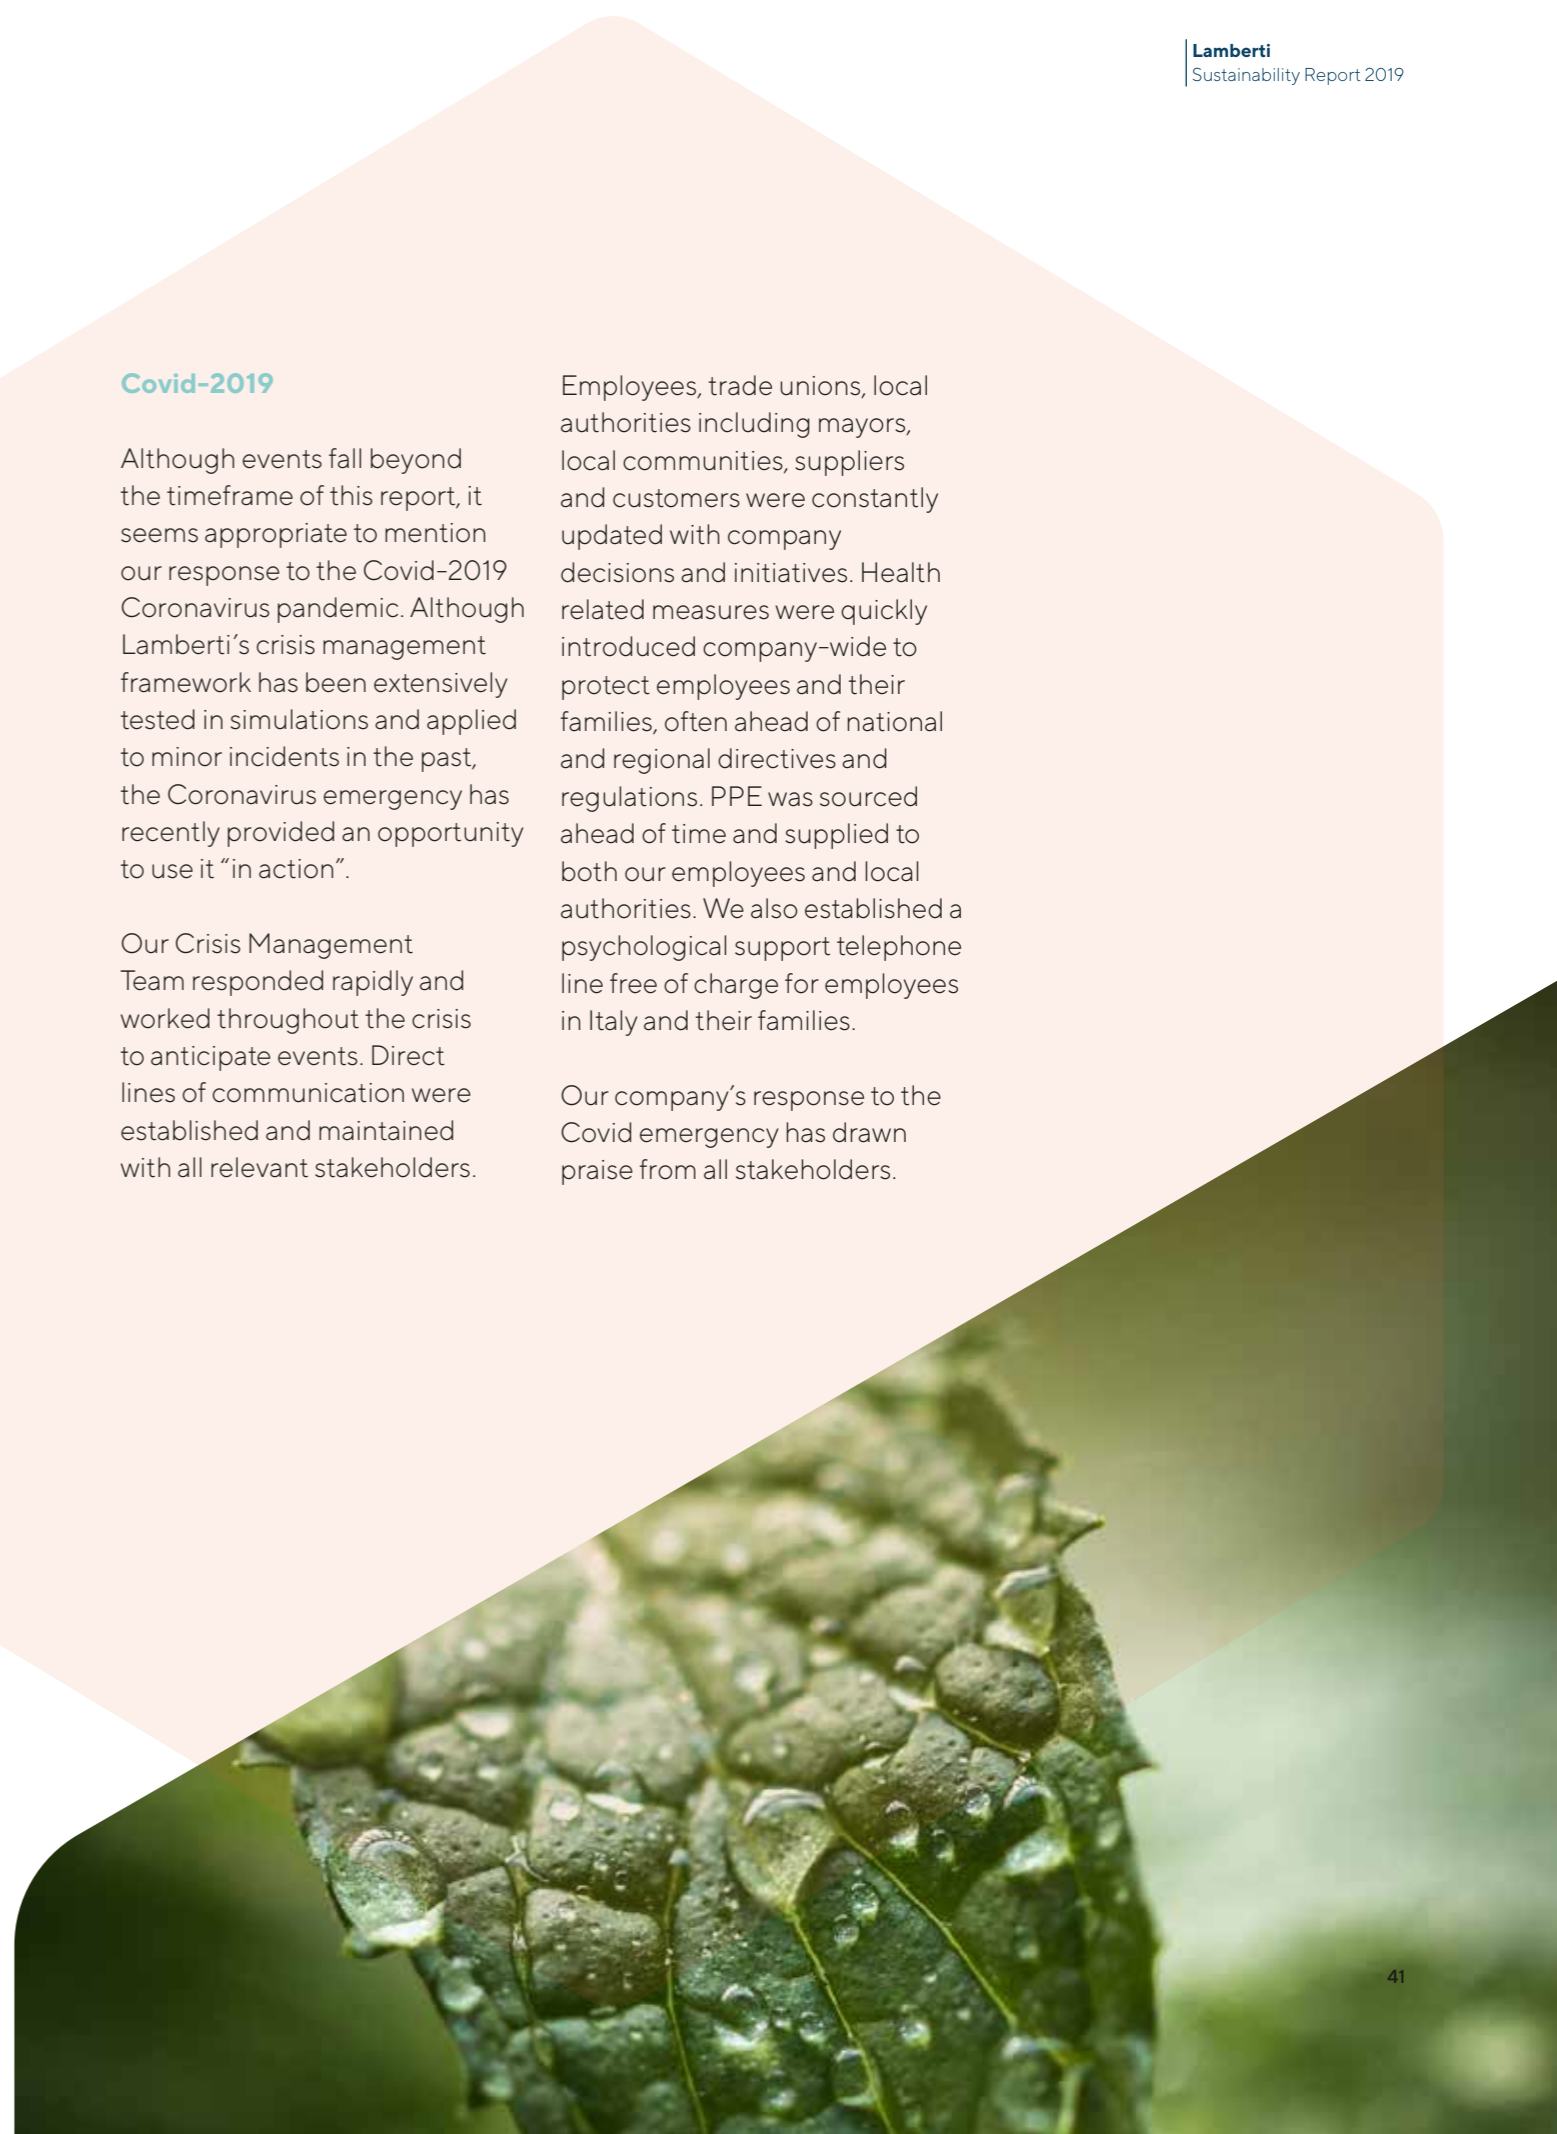 Lamberti
Sustainability Report 2019
Covid-2019
Although events fall beyond
the timeframe of this report, it
seems appropriate to mention
our response to the Covid-2019
Coronavirus pandemic. Although
Lamberti’s crisis management
framework has been extensively
tested in simulations and applied
to minor incidents in the past,
the Coronavirus emergency has
recently provided an opportunity
to use it “in action”.
Our Crisis Management
Team responded rapidly and
worked throughout the crisis
to anticipate events. Direct
lines of communication were
established and maintained
with all relevant stakeholders.
Employees, trade unions, local
authorities including mayors,
local communities, suppliers
and customers were constantly
updated with company
decisions and initiatives. Health
related measures were quickly
introduced company-wide to
protect employees and their
families, often ahead of national
and regional directives and
regulations. PPE was sourced
ahead of time and supplied to
both our employees and local
authorities. We also established a
psychological support telephone
line free of charge for employees
in Italy and their families.
Our company’s response to the
Covid emergency has drawn
praise from all stakeholders.
41